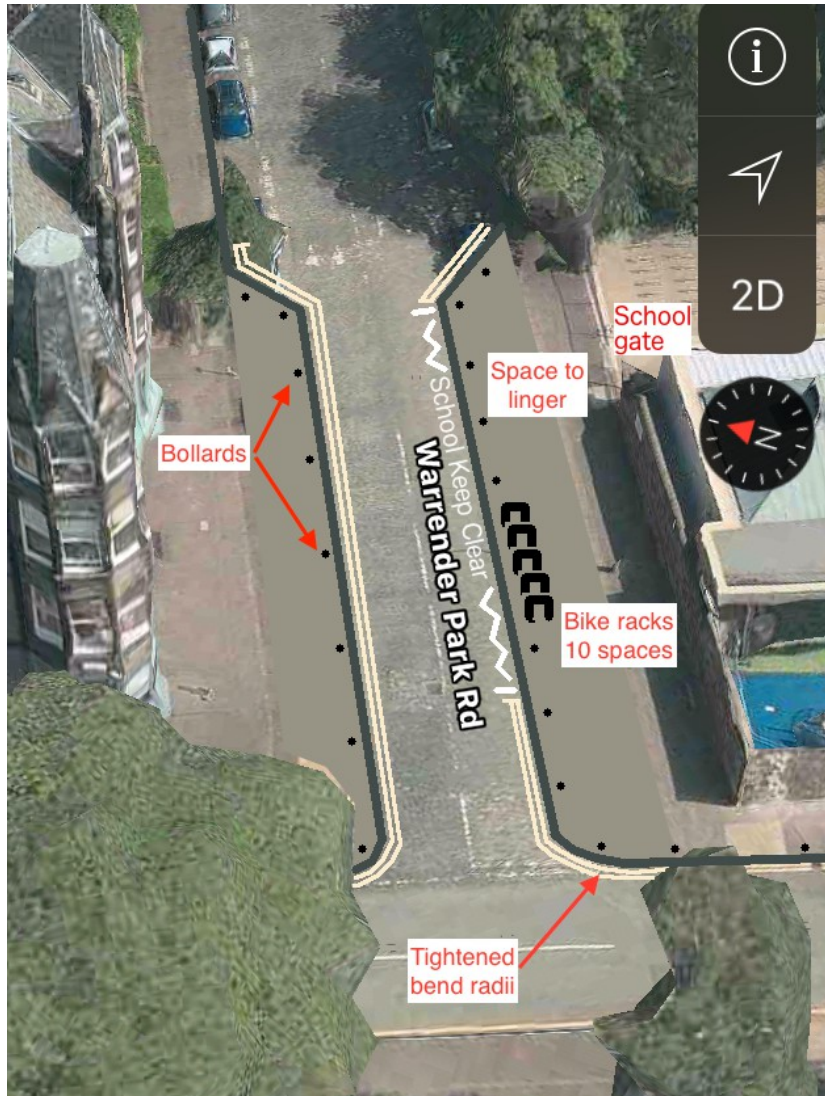 i
2D
N
School
gate
Space to
linger
Bollards
School Keep Clear
Warrender Park Rd
Bike racks
10 spaces
Tightened
bend radii